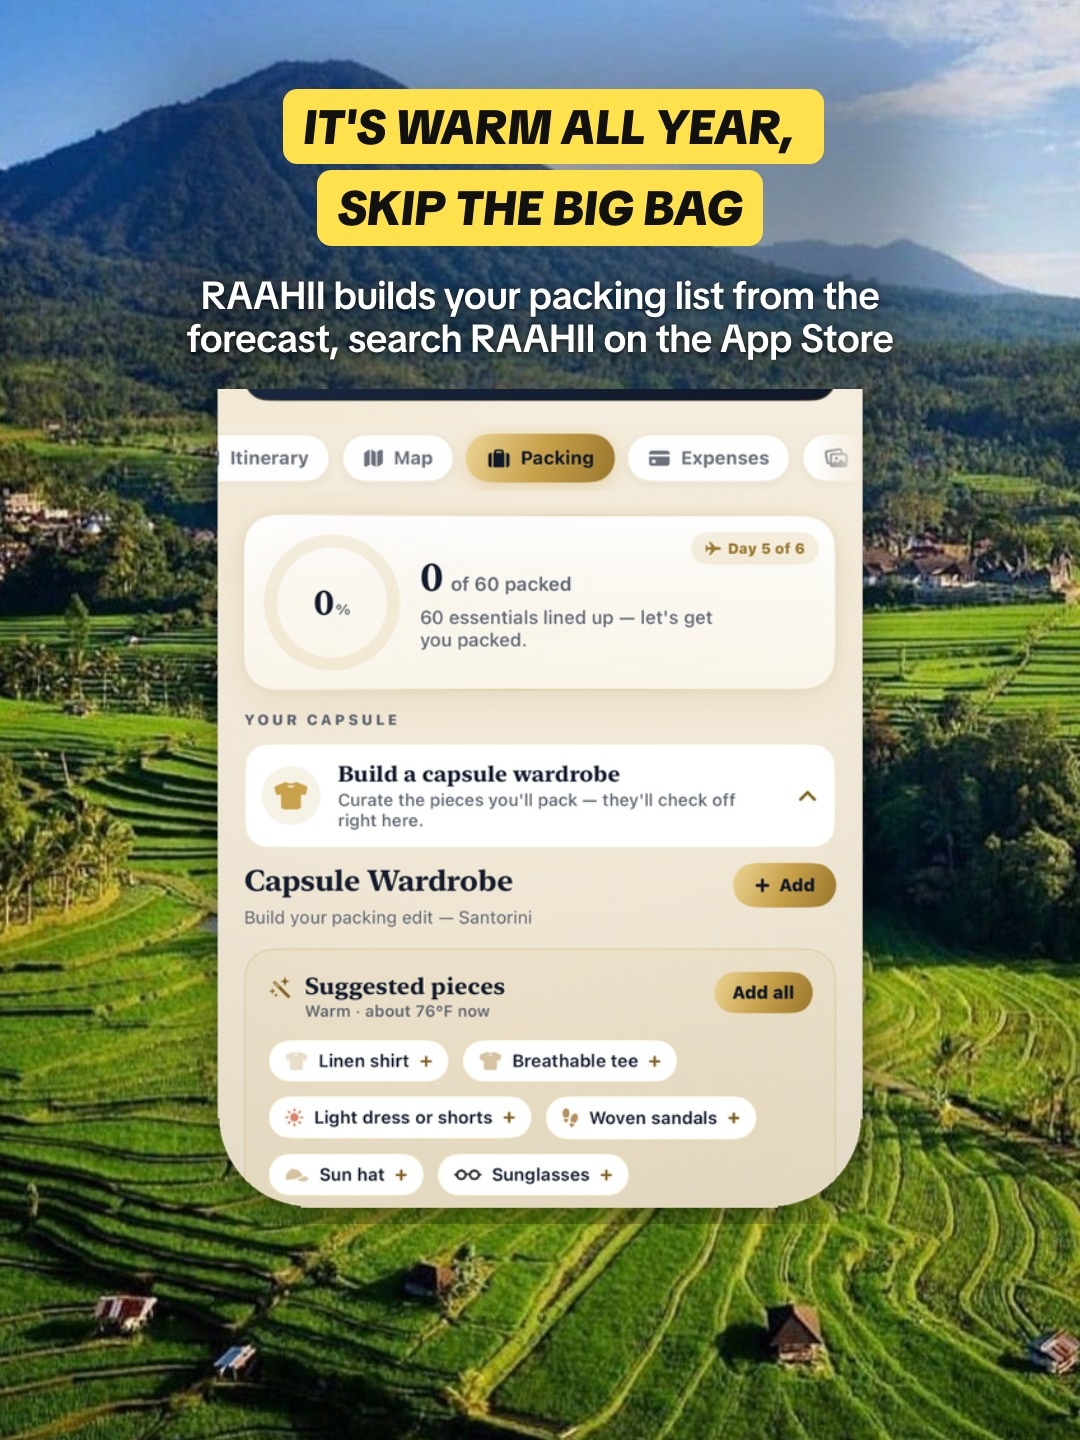 IT'S WARM ALL YEAR,
SKIP THE BIG BAG
RAAHII builds your packing list from the
forecast, search RAAHII on the App Store
Itinerary Map Packing Expenses
Day 5 of 6
0%
0 of 60 packed
60 essentials lined up — let's get
you packed.
YOUR CAPSULE
Build a capsule wardrobe
Curate the pieces you'll pack — they'll check off
right here.
Capsule Wardrobe
+ Add
Build your packing edit — Santorini
Suggested pieces
Add all
Warm · about 76°F now
Linen shirt + Breathable tee +
Light dress or shorts + Woven sandals +
Sun hat + Sunglasses +